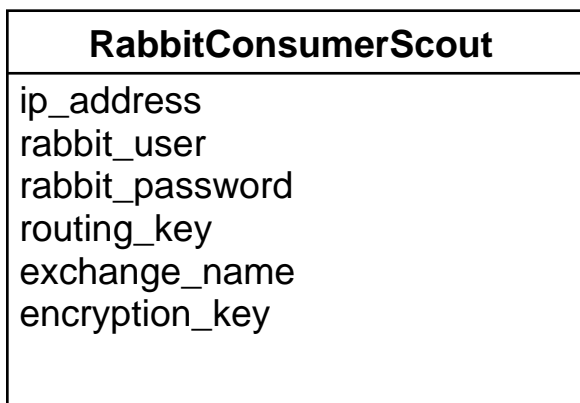 RabbitConsumerScout
ip_address
rabbit_user
rabbit_password
routing_key
exchange_name
encryption_key